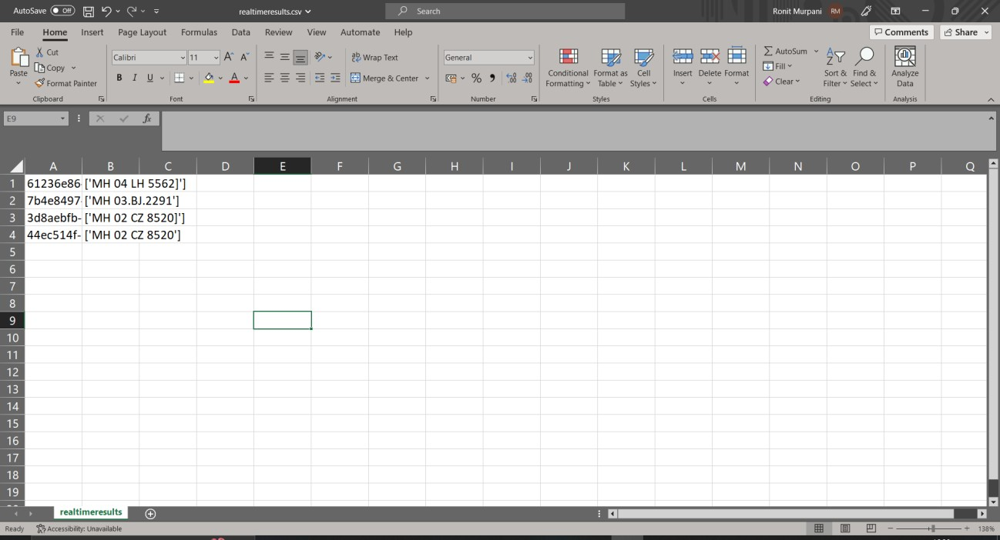 AutoSave Off realtimeresults.csv Search Ronit Murpani RM
File Home Insert Page Layout Formulas Data Review View Automate Help Comments Share
Paste Cut Copy Format Painter Clipboard
Calibri 11 A A B I U A Font
ab Wrap Text Merge & Center Alignment
General % 9 Number
Conditional Formatting Format as Table Cell Styles Styles
Insert Delete Format Cells
AutoSum Fill Clear Sort & Filter Find & Select Editing
Analyze Data Analysis
E9 fx
A B C D E F G H I J K L M N O P Q
1 61236e86- ['MH 04 LH 5562]']
2 7b4e8497- ['MH 03.BJ.2291']
3 3d8aebfb- ['MH 02 CZ 8520]']
4 44ec514f- ['MH 02 CZ 8520']
5
6
7
8
9
10
11
12
13
14
15
16
17
18
19
realtimeresults
Ready Accessibility: Unavailable 138%